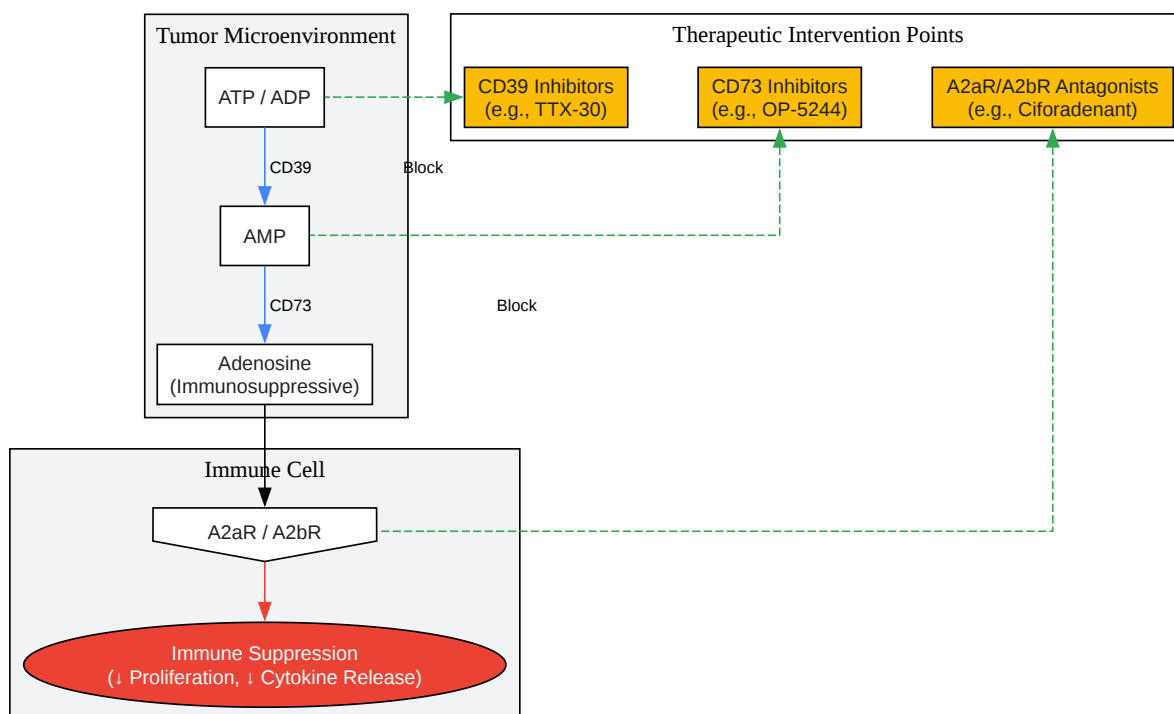 Tumor Microenvironment
ATP / ADP
CD39
AMP
CD73
Adenosine
(Immunosuppressive)
Therapeutic Intervention Points
CD39 Inhibitors
(e.g., TTX-30)
CD73 Inhibitors
(e.g., OP-5244)
A2aR/A2bR Antagonists
(e.g., Ciforadenant)
Block
Block
Immune Cell
A2aR / A2bR
Immune Suppression
(↓ Proliferation, ↓ Cytokine Release)